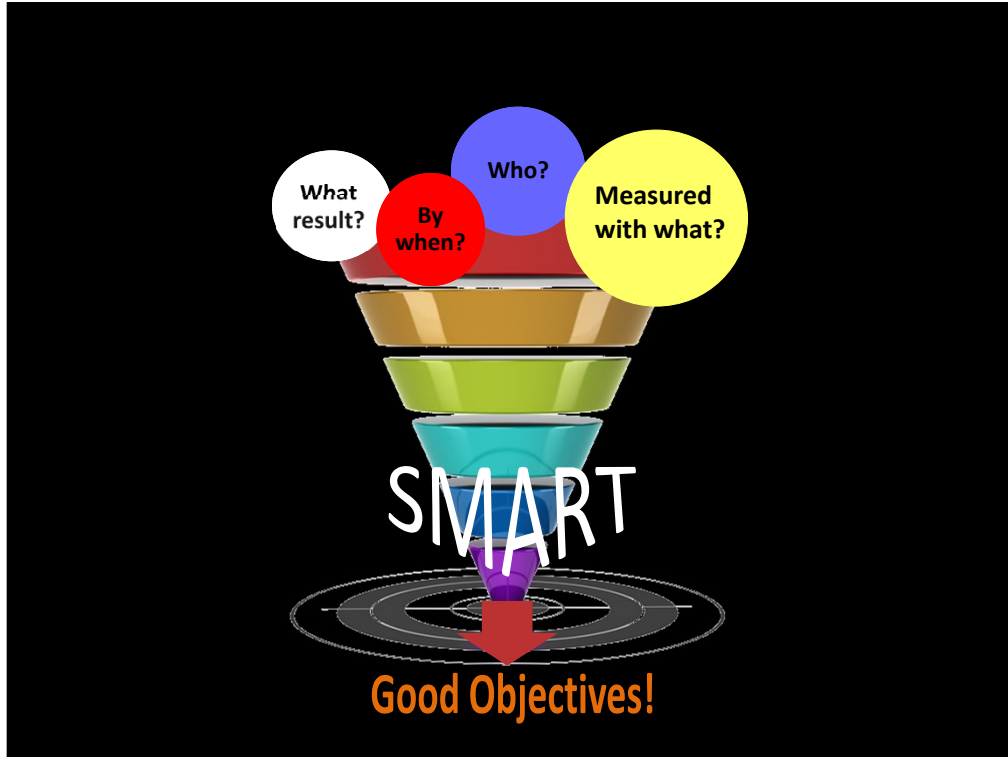 What
result?
By
when?
Who?
Measured
with what?
SMART
Good Objectives!